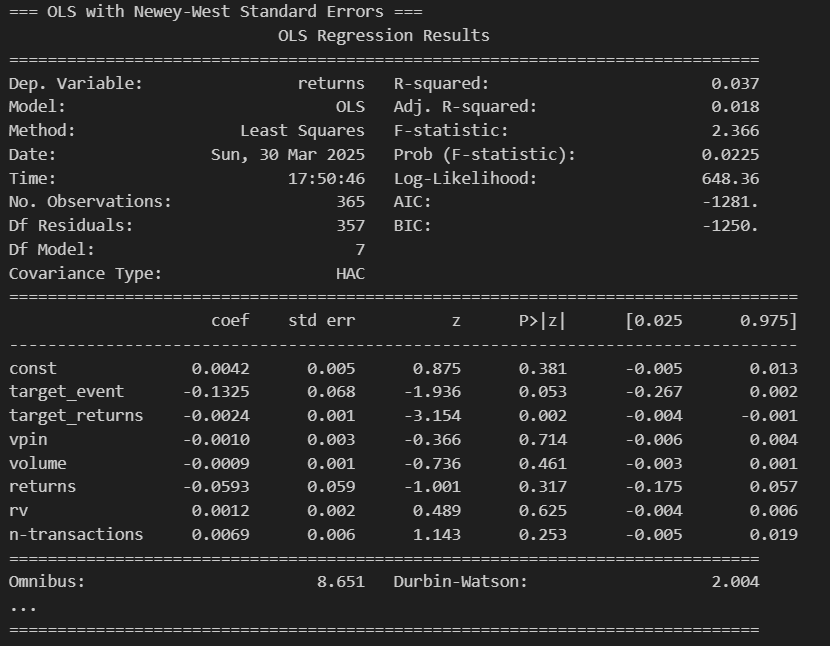 === OLS with Newey-West Standard Errors ===
OLS Regression Results
==============================================================================
Dep. Variable: returns R-squared: 0.037
Model: OLS Adj. R-squared: 0.018
Method: Least Squares F-statistic: 2.366
Date: Sun, 30 Mar 2025 Prob (F-statistic): 0.0225
Time: 17:50:46 Log-Likelihood: 648.36
No. Observations: 365 AIC: -1281.
Df Residuals: 357 BIC: -1250.
Df Model: 7
Covariance Type: HAC
==================================================================================
coef std err z P>|z| [0.025 0.975]
----------------------------------------------------------------------------------
const 0.0042 0.005 0.875 0.381 -0.005 0.013
target_event -0.1325 0.068 -1.936 0.053 -0.267 0.002
target_returns -0.0024 0.001 -3.154 0.002 -0.004 -0.001
vpin -0.0010 0.003 -0.366 0.714 -0.006 0.004
volume -0.0009 0.001 -0.736 0.461 -0.003 0.001
returns -0.0593 0.059 -1.001 0.317 -0.175 0.057
rv 0.0012 0.002 0.489 0.625 -0.004 0.006
n-transactions 0.0069 0.006 1.143 0.253 -0.005 0.019
==============================================================================
Omnibus: 8.651 Durbin-Watson: 2.004
...
==============================================================================